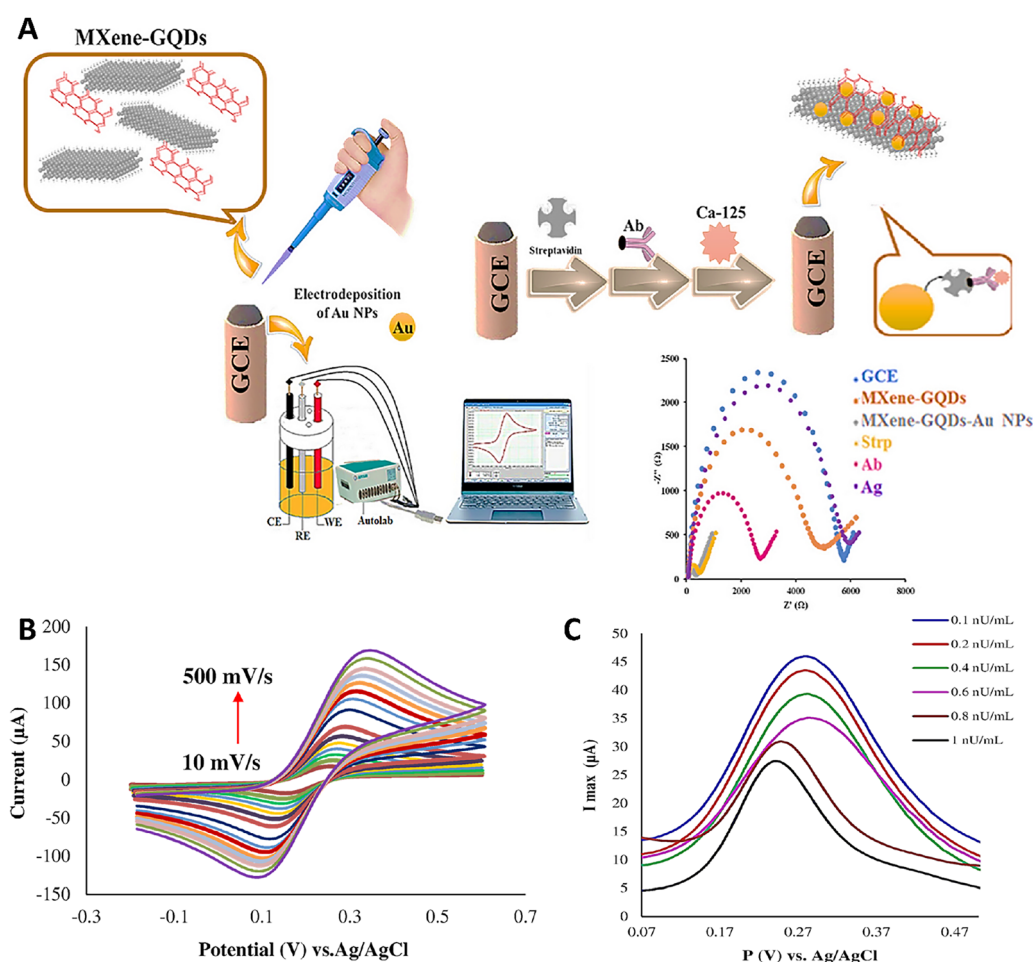 A
MXene-GQDs
Electrodeposition
of Au NPs
Au
GCE
CE
RE
WE
Autolab
GCE
Streptavidin
Ab
Ca-125
GCE
-Z'' (Ω)
2500
2000
1500
1000
500
0
0
2000
4000
6000
8000
Z' (Ω)
GCE
MXene-GQDs
MXene-GQDs-Au NPs
Strp
Ab
Ag
B
Current (µA)
200
150
100
50
0
-50
-100
-150
500 mV/s
10 mV/s
-0.3
-0.1
0.1
0.3
0.5
0.7
Potential (V) vs.Ag/AgCl
C
I max (µA)
50
45
40
35
30
25
20
15
10
5
0
0.07
0.17
0.27
0.37
0.47
P (V) vs. Ag/AgCl
0.1 nU/mL
0.2 nU/mL
0.4 nU/mL
0.6 nU/mL
0.8 nU/mL
1 nU/mL